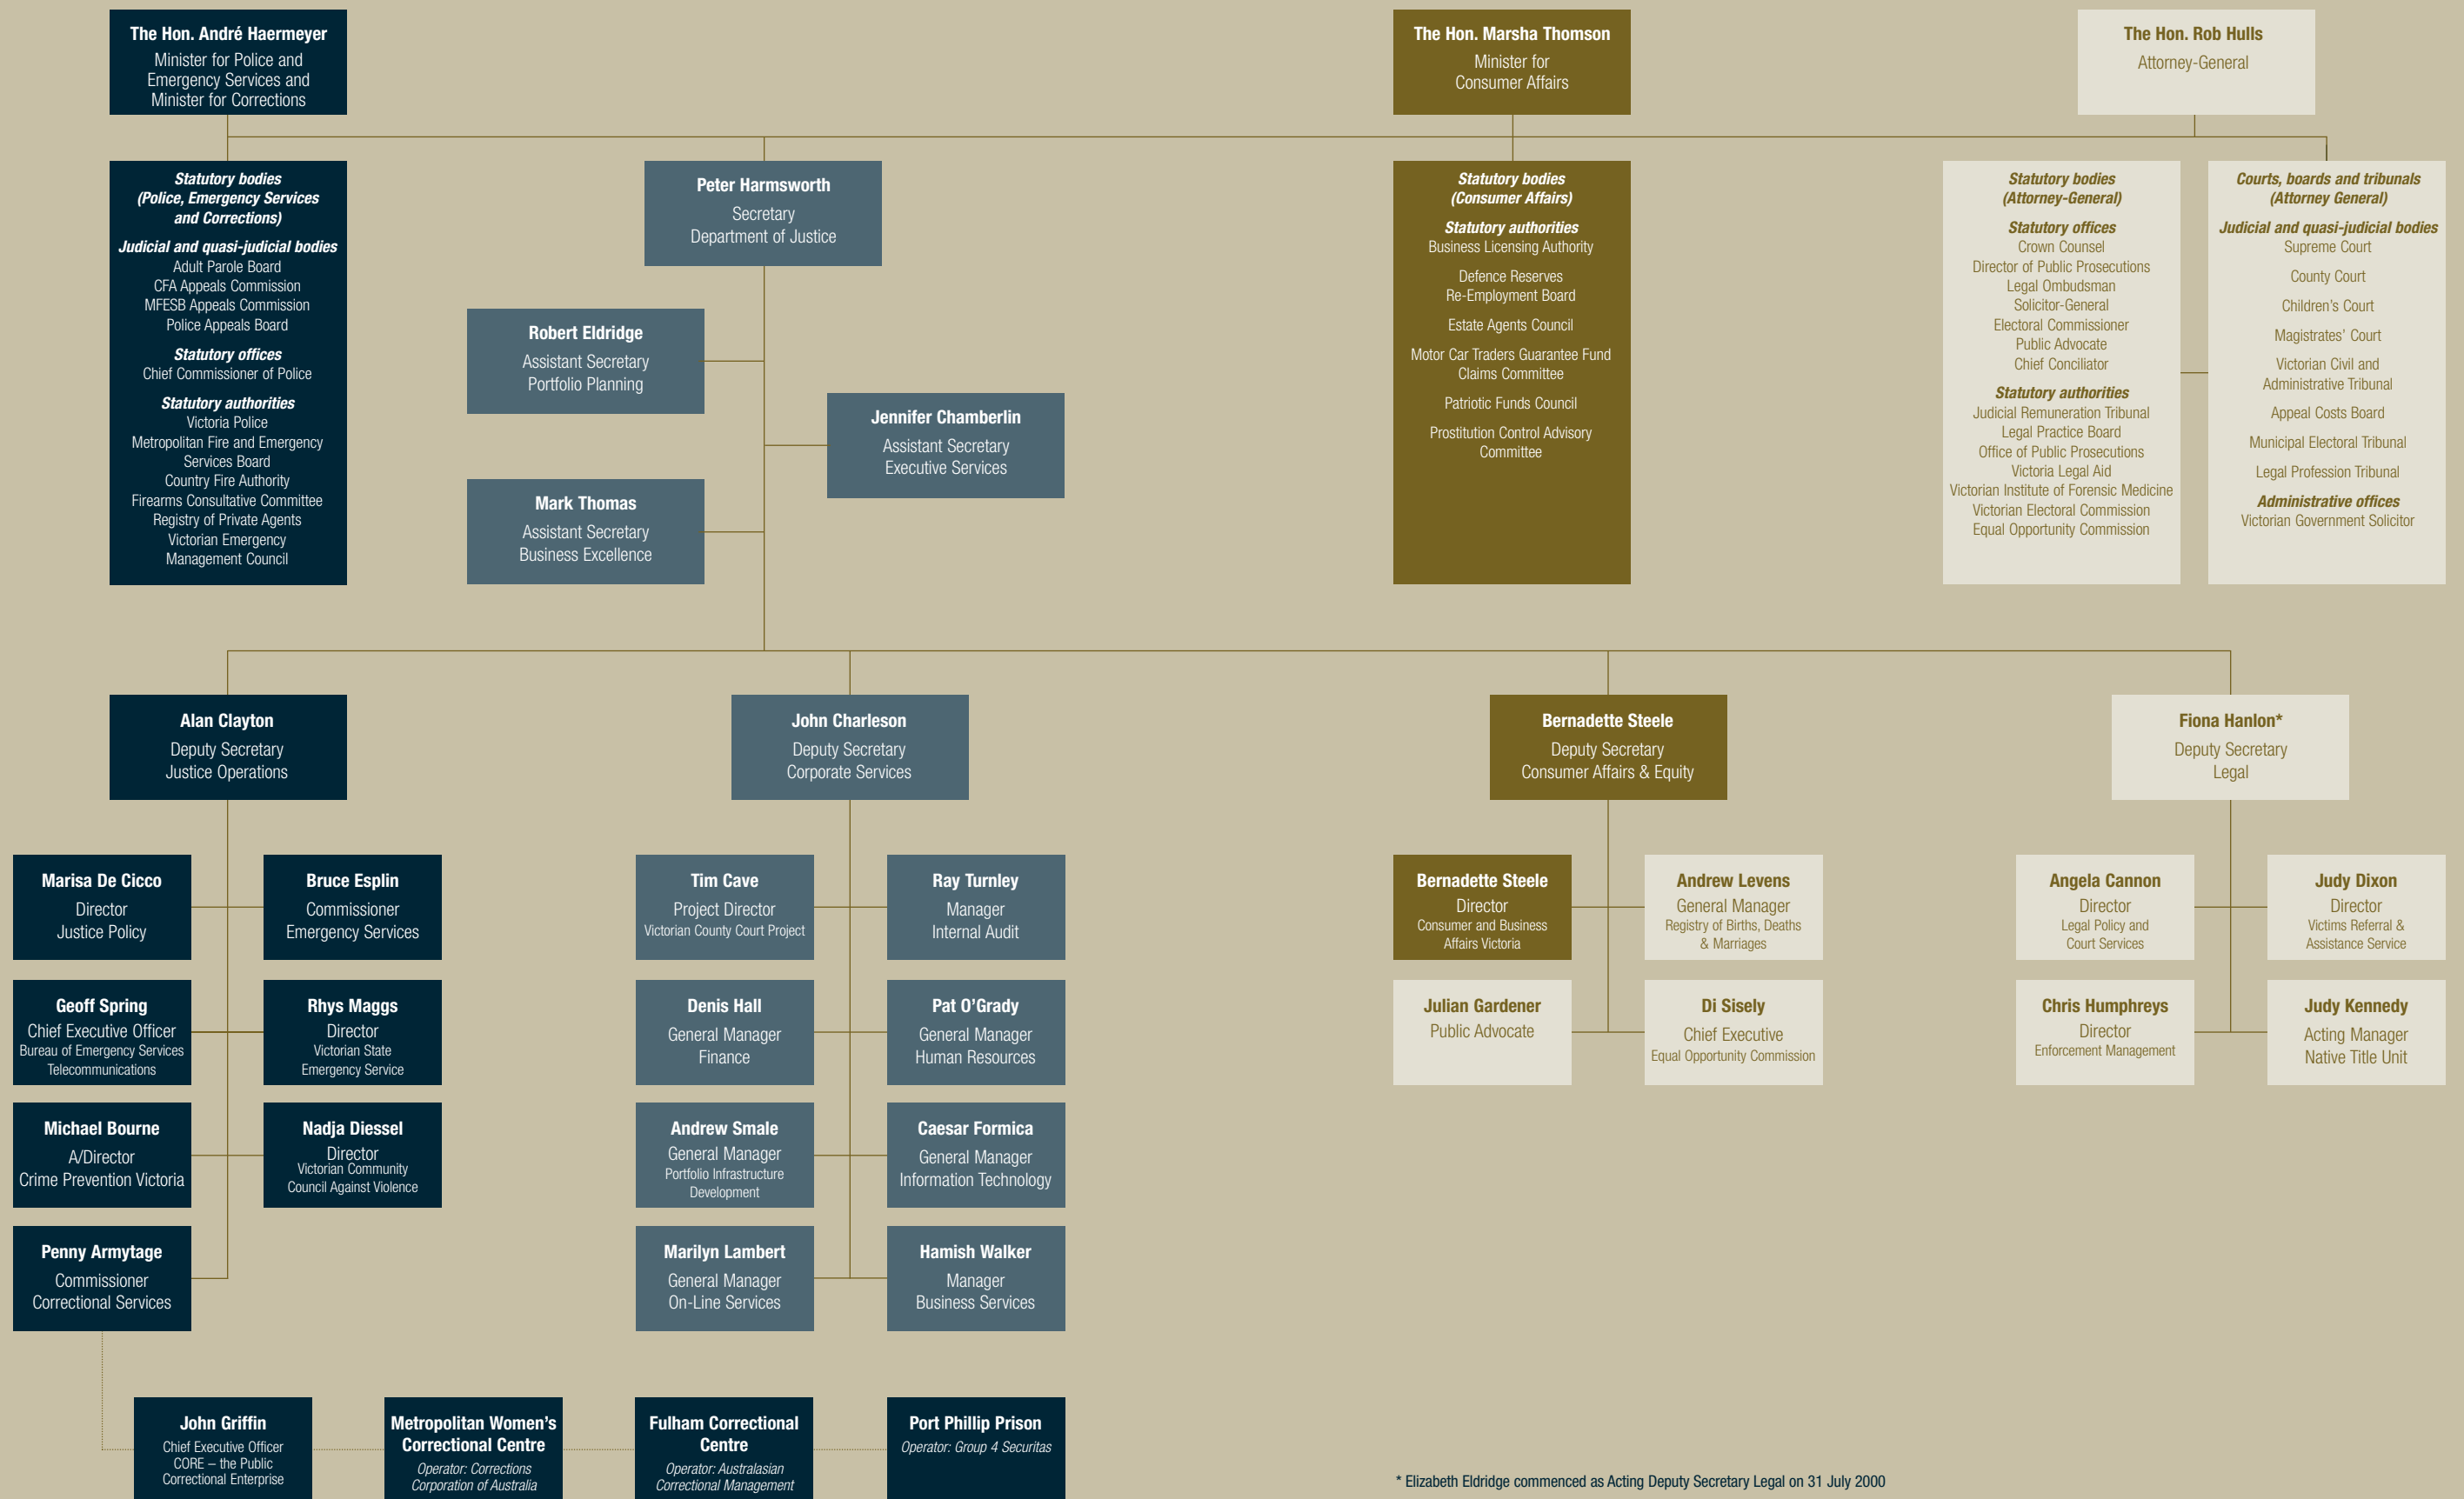 The Hon. André Haermeyer
Minister for Police and
Emergency Services and
Minister for Corrections
The Hon. Marsha Thomson
Minister for
Consumer Affairs
The Hon. Rob Hulls
Attorney-General
Statutory bodies
(Police, Emergency Services
and Corrections)
Judicial and quasi-judicial bodies
Adult Parole Board
CFA Appeals Commission
MFESB Appeals Commission
Police Appeals Board
Statutory offices
Chief Commissioner of Police
Statutory authorities
Victoria Police
Metropolitan Fire and Emergency
Services Board
Country Fire Authority
Firearms Consultative Committee
Registry of Private Agents
Victorian Emergency
Management Council
Peter Harmsworth
Secretary
Department of Justice
Robert Eldridge
Assistant Secretary
Portfolio Planning
Jennifer Chamberlin
Assistant Secretary
Executive Services
Mark Thomas
Assistant Secretary
Business Excellence
Statutory bodies
(Consumer Affairs)
Statutory authorities
Business Licensing Authority
Defence Reserves
Re-Employment Board
Estate Agents Council
Motor Car Traders Guarantee Fund
Claims Committee
Patriotic Funds Council
Prostitution Control Advisory
Committee
Statutory bodies
(Attorney-General)
Statutory offices
Crown Counsel
Director of Public Prosecutions
Legal Ombudsman
Solicitor-General
Electoral Commissioner
Public Advocate
Chief Conciliator
Statutory authorities
Judicial Remuneration Tribunal
Legal Practice Board
Office of Public Prosecutions
Victoria Legal Aid
Victorian Institute of Forensic Medicine
Victorian Electoral Commission
Equal Opportunity Commission
Courts, boards and tribunals
(Attorney General)
Judicial and quasi-judicial bodies
Supreme Court
County Court
Children's Court
Magistrates' Court
Victorian Civil and
Administrative Tribunal
Appeal Costs Board
Municipal Electoral Tribunal
Legal Profession Tribunal
Administrative offices
Victorian Government Solicitor
Alan Clayton
Deputy Secretary
Justice Operations
John Charleson
Deputy Secretary
Corporate Services
Bernadette Steele
Deputy Secretary
Consumer Affairs & Equity
Fiona Hanlon*
Deputy Secretary
Legal
Marisa De Cicco
Director
Justice Policy
Bruce Esplin
Commissioner
Emergency Services
Tim Cave
Project Director
Victorian County Court Project
Ray Turnley
Manager
Internal Audit
Bernadette Steele
Director
Consumer and Business
Affairs Victoria
Andrew Levens
General Manager
Registry of Births, Deaths
& Marriages
Angela Cannon
Director
Legal Policy and
Court Services
Judy Dixon
Director
Victims Referral &
Assistance Service
Geoff Spring
Chief Executive Officer
Bureau of Emergency Services
Telecommunications
Rhys Maggs
Director
Victorian State
Emergency Service
Denis Hall
General Manager
Finance
Pat O'Grady
General Manager
Human Resources
Julian Gardener
Public Advocate
Di Sisely
Chief Executive
Equal Opportunity Commission
Chris Humphreys
Director
Enforcement Management
Judy Kennedy
Acting Manager
Native Title Unit
Michael Bourne
A/Director
Crime Prevention Victoria
Nadja Diessel
Director
Victorian Community
Council Against Violence
Andrew Smale
General Manager
Portfolio Infrastructure
Development
Caesar Formica
General Manager
Information Technology
Penny Armytage
Commissioner
Correctional Services
Marilyn Lambert
General Manager
On-Line Services
Hamish Walker
Manager
Business Services
John Griffin
Chief Executive Officer
CORE – the Public
Correctional Enterprise
Metropolitan Women's
Correctional Centre
Operator: Corrections
Corporation of Australia
Fulham Correctional
Centre
Operator: Australasian
Correctional Management
Port Phillip Prison
Operator: Group 4 Securitas
* Elizabeth Eldridge commenced as Acting Deputy Secretary Legal on 31 July 2000